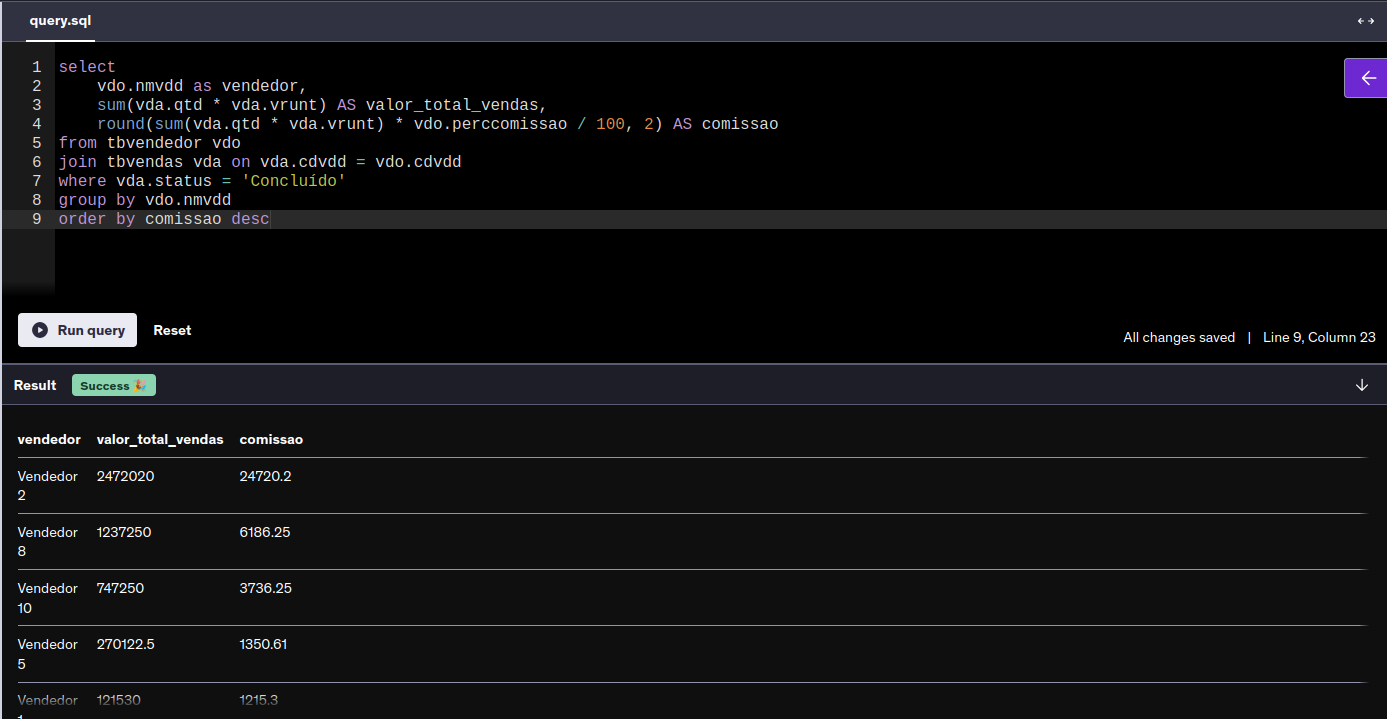 query.sql
1 select
2 vdo.nmvdd as vendedor,
3 sum(vda.qtd * vda.vrunt) AS valor_total_vendas,
4 round(sum(vda.qtd * vda.vrunt) * vdo.perccomissao / 100, 2) AS comissao
5 from tbvendedor vdo
6 join tbvendas vda on vda.cdvdd = vdo.cdvdd
7 where vda.status = 'Concluído'
8 group by vdo.nmvdd
9 order by comissao desc
Run query Reset
All changes saved | Line 9, Column 23
Result Success 🎉
vendedor valor_total_vendas comissao
Vendedor 2472020 24720.2
2
Vendedor 1237250 6186.25
8
Vendedor 747250 3736.25
10
Vendedor 270122.5 1350.61
5
Vendedor 121530 1215.3